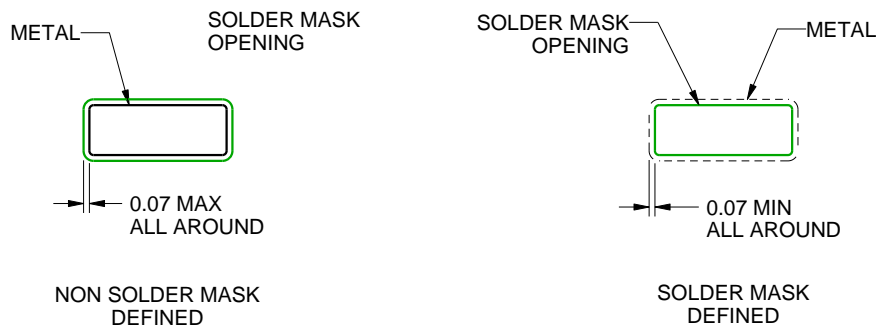 METAL
SOLDER MASK
OPENING
0.07 MAX
ALL AROUND
NON SOLDER MASK
DEFINED
SOLDER MASK
OPENING
METAL
0.07 MIN
ALL AROUND
SOLDER MASK
DEFINED